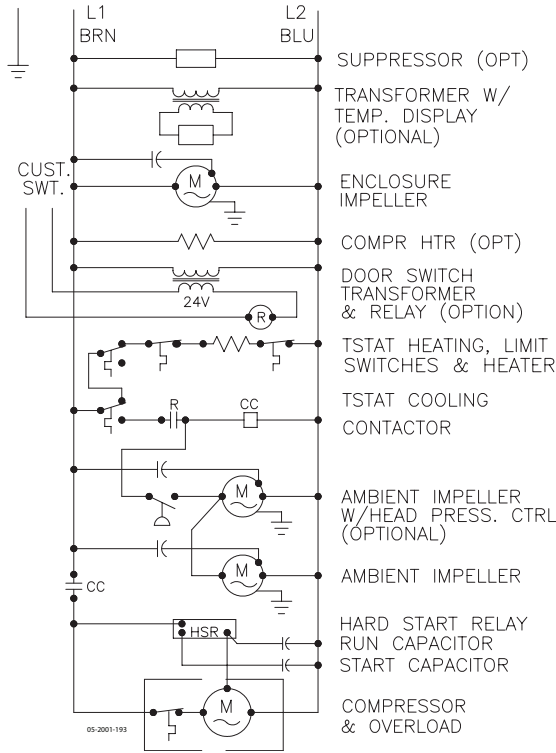 L1
L2
BRN
BLU
SUPPRESSOR (OPT)
TRANSFORMER W/
TEMP. DISPLAY
(OPTIONAL)
CUST.
SWT.
M
ENCLOSURE
IMPELLER
COMPR HTR (OPT)
DOOR SWITCH
TRANSFORMER
& RELAY (OPTION)
24V
R
TSTAT HEATING, LIMIT
SWITCHES & HEATER
TSTAT COOLING
CONTACTOR
R
CC
M
AMBIENT IMPELLER
W/HEAD PRESS. CTRL
(OPTIONAL)
M
AMBIENT IMPELLER
CC
HSR
HARD START RELAY
RUN CAPACITOR
START CAPACITOR
M
COMPRESSOR
& OVERLOAD
05-2001-193